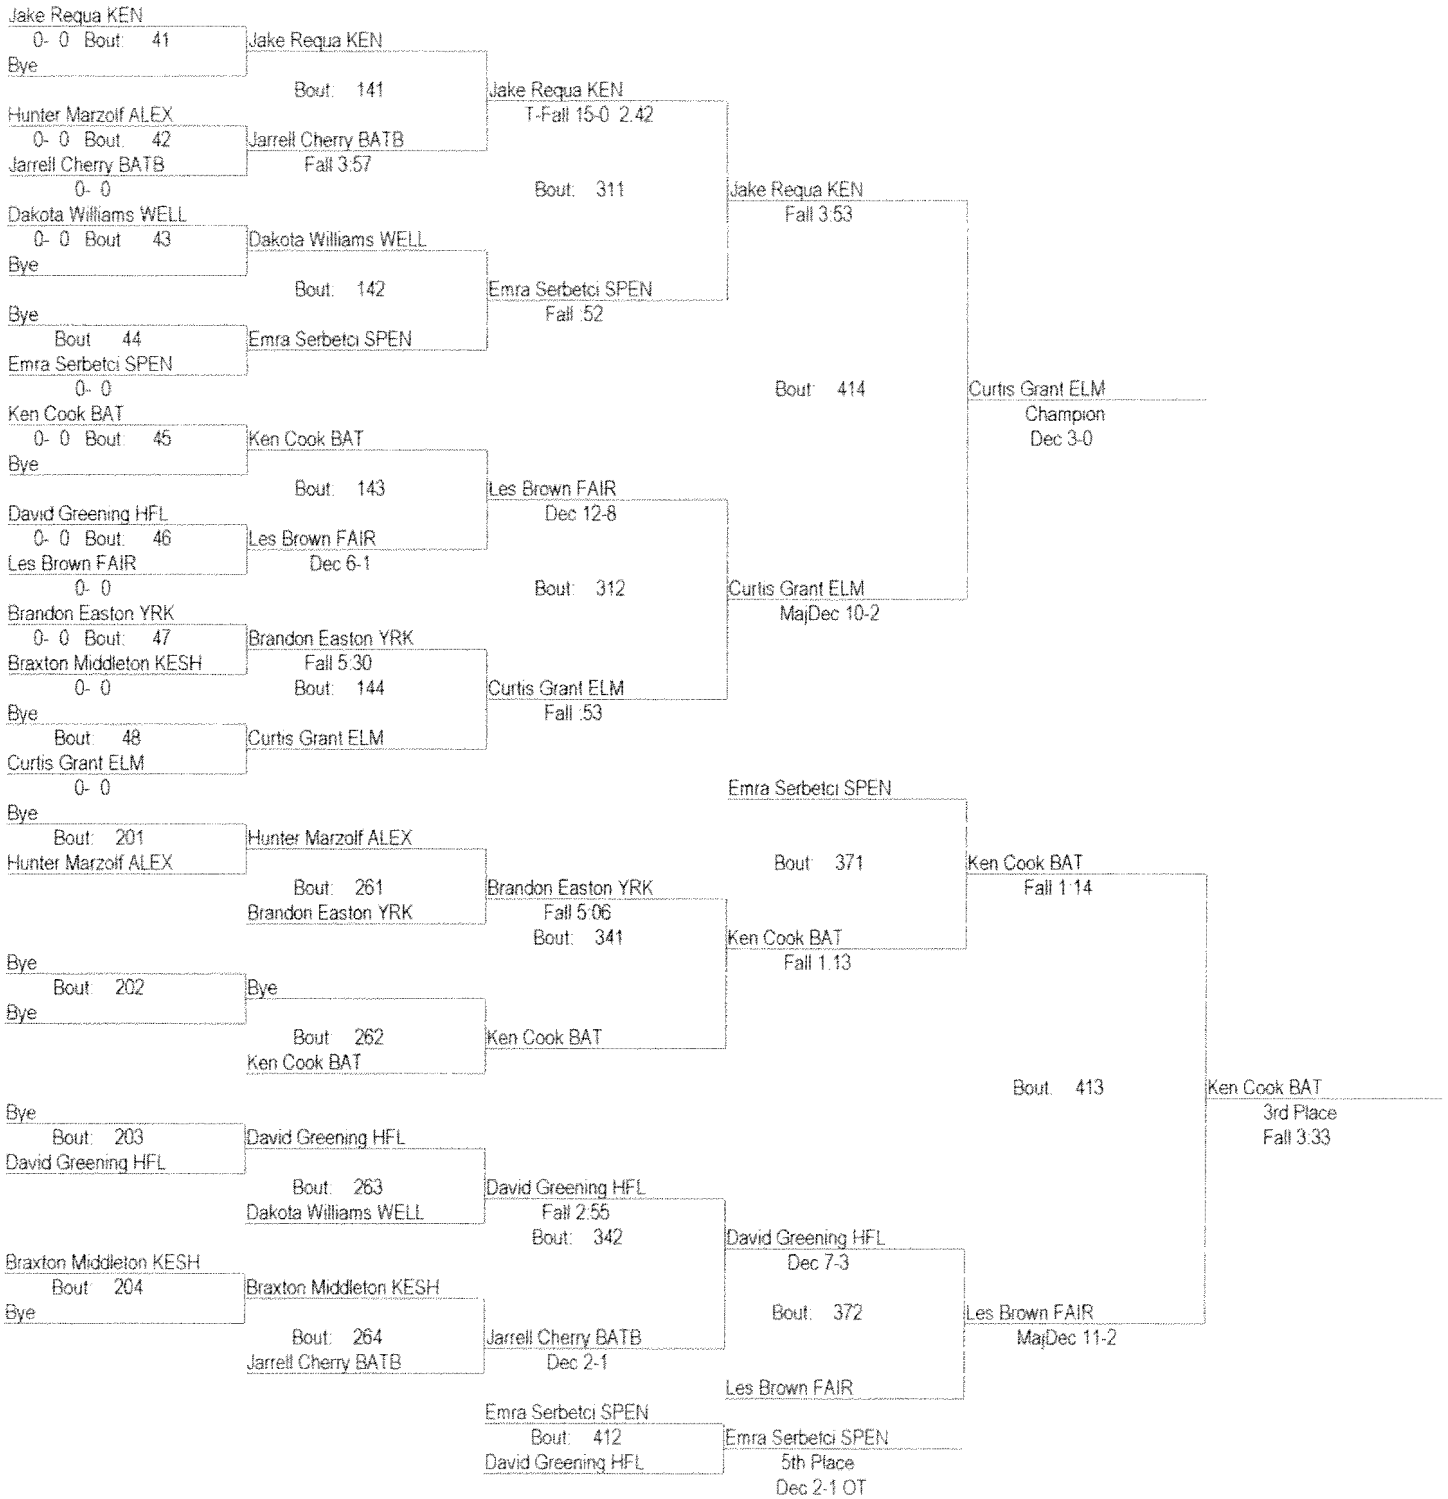 Jake Requa KEN
0- 0 Bout: 41 Jake Requa KEN
Bye
Bout: 141 Jake Requa KEN
Hunter Marzolf ALEX T-Fall 15-0 2.42
0- 0 Bout. 42 Jarrell Cherry BATB
Jarrell Cherry BATB Fall 3:57
0- 0 Bout: 311 Jake Requa KEN
Dakota Williams WELL Fall 3:53
0- 0 Bout 43 Dakota Williams WELL
Bye
Bout: 142 Emra Serbetci SPEN
Bye Fall :52
Bout 44 Emra Serbetci SPEN
Emra Serbetci SPEN
0- 0 Bout: 414 Curtis Grant ELM
Ken Cook BAT Champion
0- 0 Bout: 45 Ken Cook BAT Dec 3-0
Bye
Bout: 143 Les Brown FAIR
David Greening HFL Dec 12-8
0- 0 Bout: 46 Les Brown FAIR
Les Brown FAIR Dec 6-1
0- 0 Bout: 312 Curtis Grant ELM
Brandon Easton YRK MajDec 10-2
0- 0 Bout: 47 Brandon Easton YRK
Braxton Middleton KESH Fall 5:30
0- 0 Bout: 144 Curtis Grant ELM
Bye Fall :53
Bout: 48 Curtis Grant ELM
Curtis Grant ELM
0- 0 Emra Serbetci SPEN
Bye
Bout: 201 Hunter Marzolf ALEX
Hunter Marzolf ALEX Bout: 371 Ken Cook BAT
Bout: 261 Brandon Easton YRK Fall 1:14
Brandon Easton YRK Fall 5:06
Bout: 341 Ken Cook BAT
Bye Fall 1.13
Bout: 202 Bye
Bye
Bout: 262 Ken Cook BAT
Ken Cook BAT
Bout. 413 Ken Cook BAT
Bye 3rd Place
Bout: 203 David Greening HFL Fall 3:33
David Greening HFL
Bout: 263 David Greening HFL
Dakota Williams WELL Fall 2:55
Bout: 342 David Greening HFL
Braxton Middleton KESH Dec 7-3
Bout 204 Braxton Middleton KESH
Bye Bout: 372 Les Brown FAIR
Bout: 264 Jarrell Cherry BATB MajDec 11-2
Jarrell Cherry BATB Dec 2-1
Les Brown FAIR
Emra Serbetci SPEN
Bout: 412 Emra Serbetci SPEN
David Greening HFL 5th Place
Dec 2-1 OT